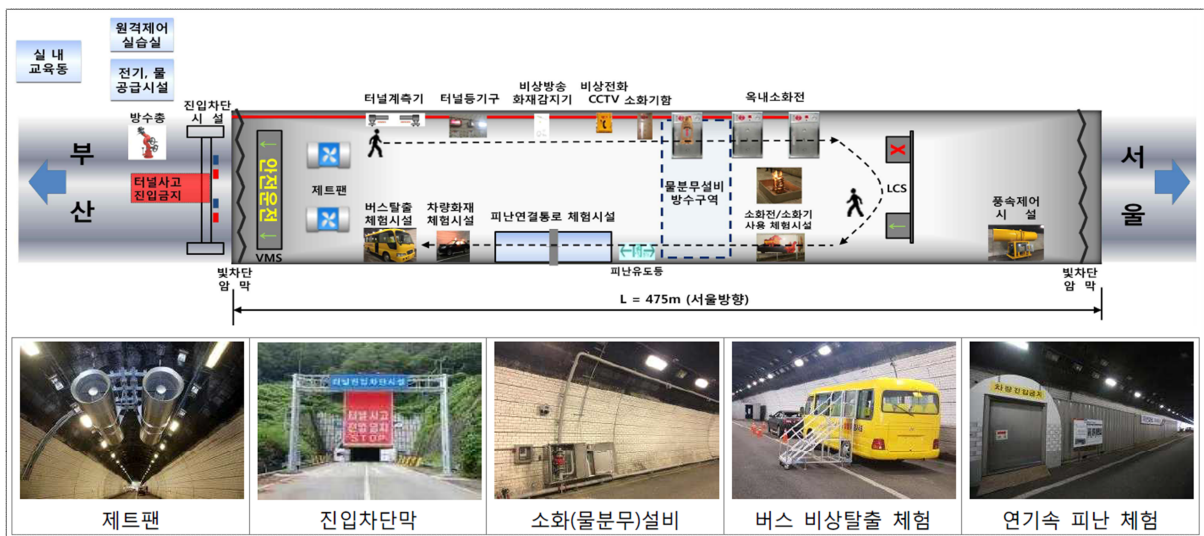 원격제어
실습실
실 내
교육동
전기, 물
공급시설
방수총
진입차단
시 설
부
산
터널사고
진입금지
← 안전운전 ←
VMS
제트팬
터널계측기
터널등기구
비상방송
화재감지기
비상전화
CCTV
소화기함
옥내소화전
물분무설비
방수구역
버스탈출
체험시설
차량화재
체험시설
피난연결통로 체험시설
피난유도등
소화전/소화기
사용 체험시설
X
LCS
←
풍속제어
시 설
서
울
빛차단
암 막
빛차단
암 막
L = 475m (서울방향)
터널진입차단시설
터널사고
진입금지
STOP
차량진입금지
제트팬
진입차단막
소화(물분무)설비
버스 비상탈출 체험
연기속 피난 체험